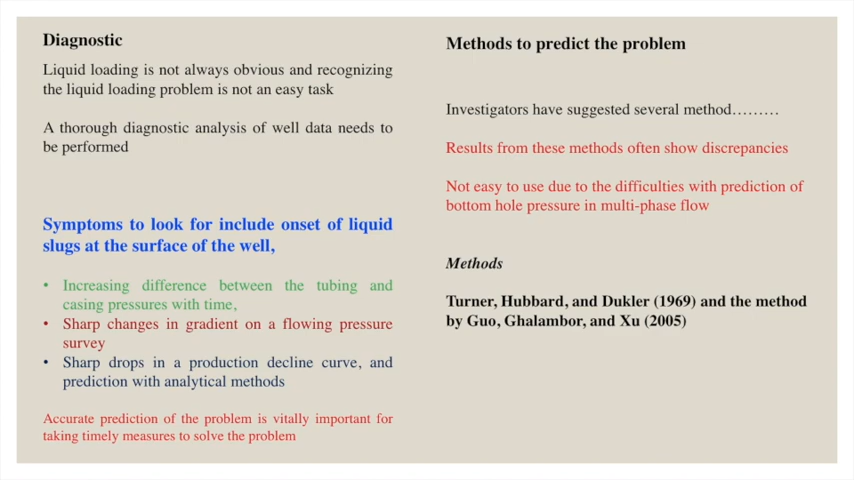 Diagnostic
Liquid loading is not always obvious and recognizing
the liquid loading problem is not an easy task
A thorough diagnostic analysis of well data needs to
be performed
Symptoms to look for include onset of liquid
slugs at the surface of the well,
• Increasing difference between the tubing and
casing pressures with time,
• Sharp changes in gradient on a flowing pressure
survey
• Sharp drops in a production decline curve, and
prediction with analytical methods
Accurate prediction of the problem is vitally important for
taking timely measures to solve the problem
Methods to predict the problem
Investigators have suggested several method………
Results from these methods often show discrepancies
Not easy to use due to the difficulties with prediction of
bottom hole pressure in multi-phase flow
Methods
Turner, Hubbard, and Dukler (1969) and the method
by Guo, Ghalambor, and Xu (2005)